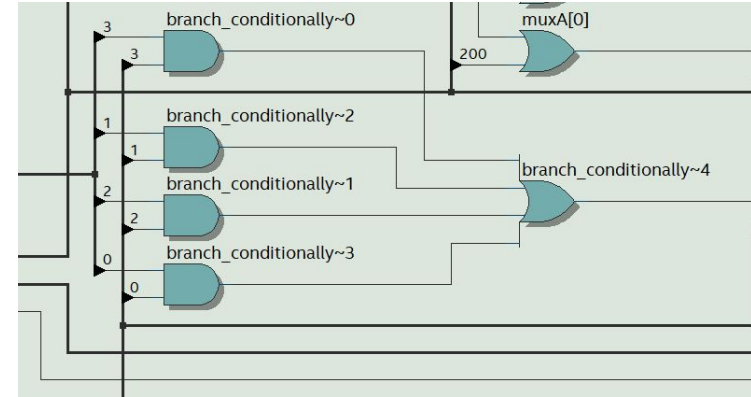 3 branch_conditionally~0 muxA[0]
3 200
branch_conditionally~2
1
1 branch_conditionally~4
branch_conditionally~1
2
2
branch_conditionally~3
0
0